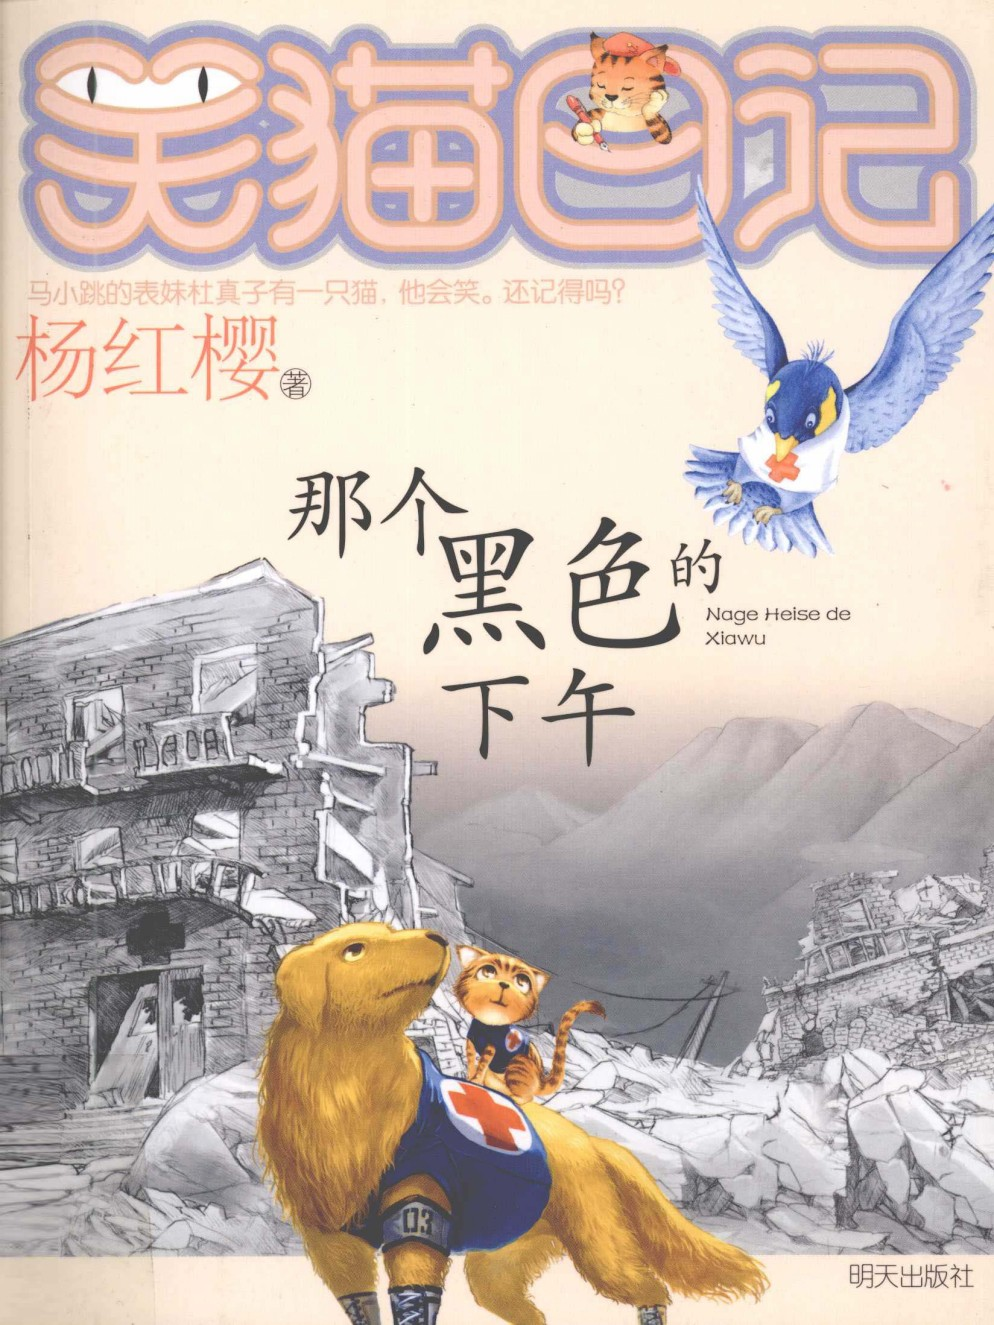 笑猫日记
马小跳的表妹杜真子有一只猫，他会笑。还记得吗？
杨红樱 著
那个
黑色的
Nage Heise de
Xiawu
下午
03
明天出版社